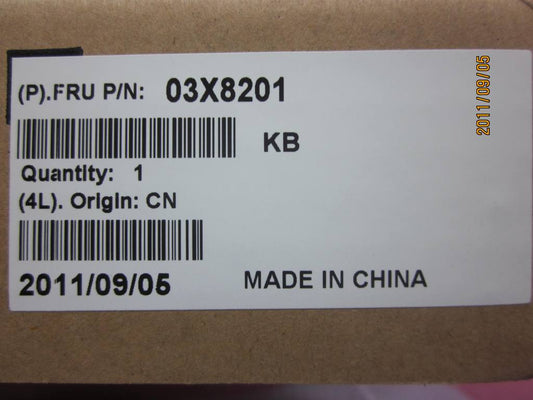 (P).FRU P/N: 03X8201
KB
Quantity: 1
(4L). Origin: CN
2011/09/05 MADE IN CHINA
2011/09/05